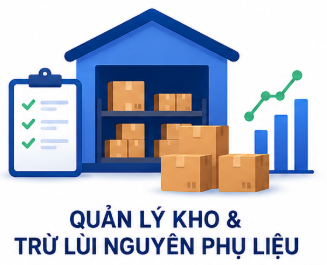 QUẢN LÝ KHO &
TRỪ LÙI NGUYÊN PHỤ LIỆU